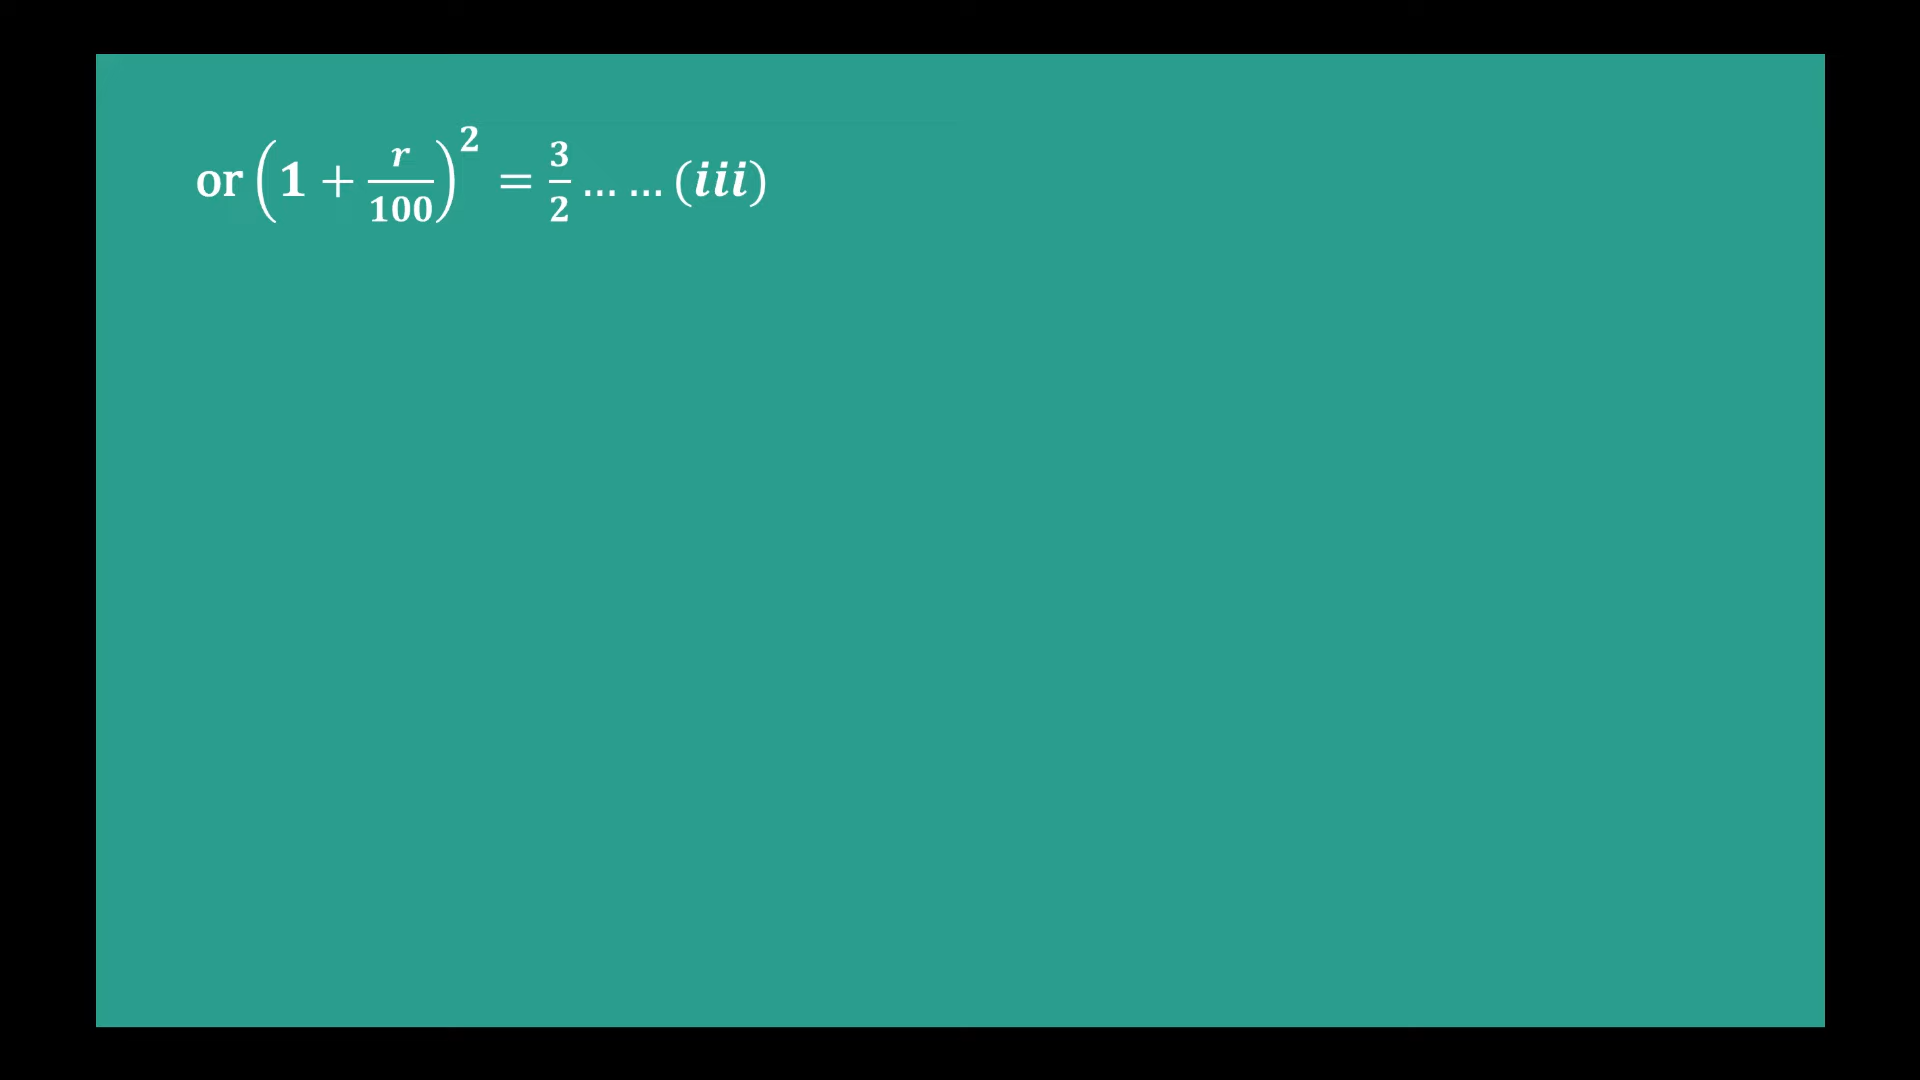 or (1 + r/100)² = 3/2 … … (iii)